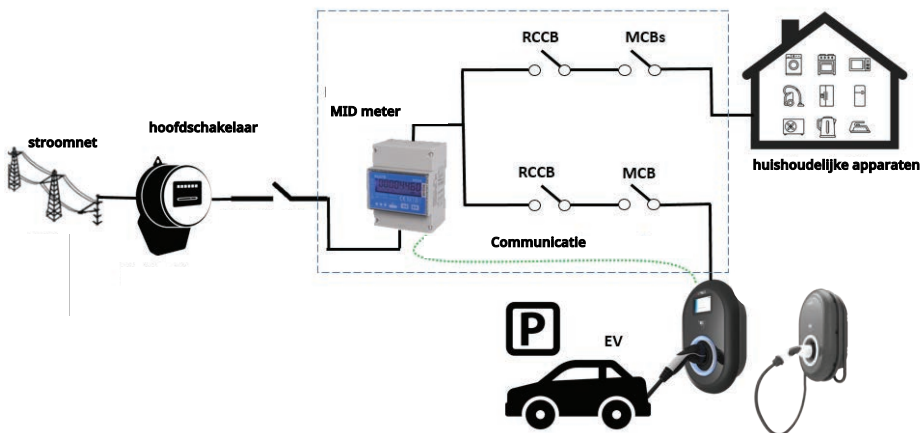 RCCB
MCBs
MID meter
hoofdschakelaar
stroomnet
huishoudelijke apparaten
RCCB
MCB
Communicatie
P
EV